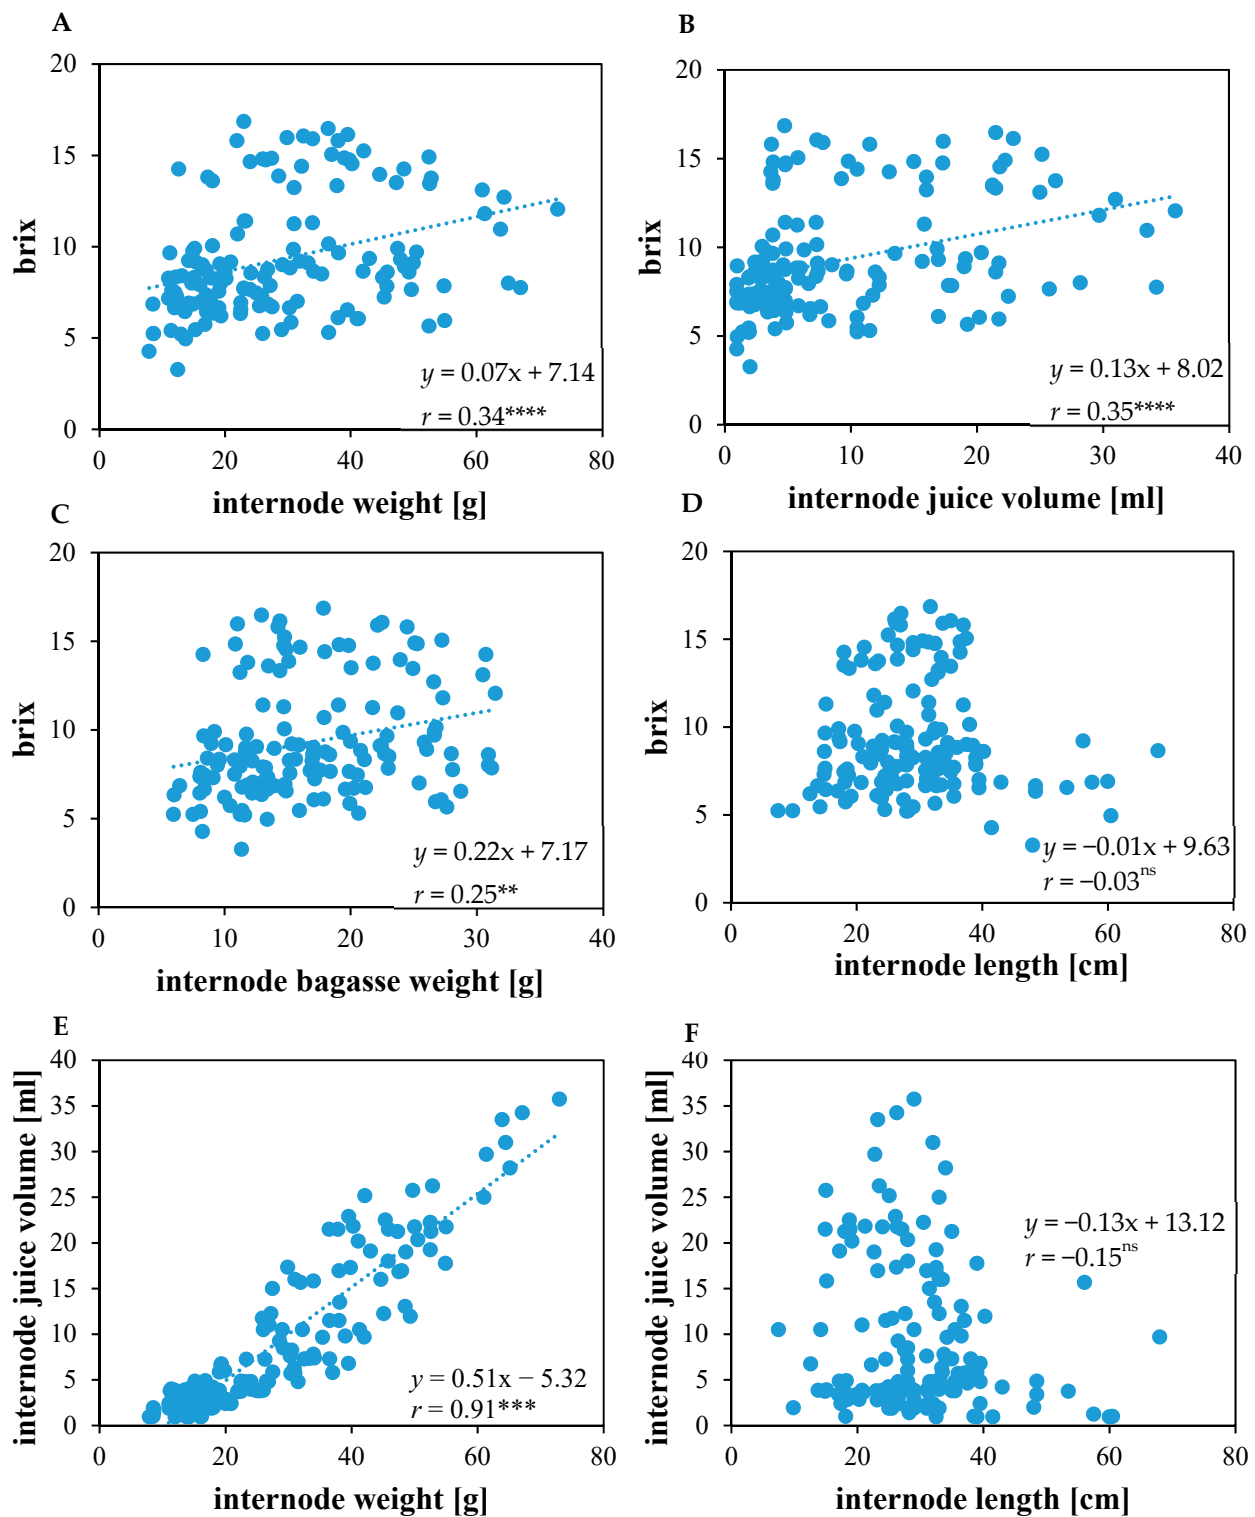 A
20
15
10
5
0
brix
y = 0.07x + 7.14
r = 0.34****
0 20 40 60 80
internode weight [g]
B
20
15
10
5
0
brix
y = 0.13x + 8.02
r = 0.35****
0 10 20 30 40
internode juice volume [ml]
C
20
15
10
5
0
brix
y = 0.22x + 7.17
r = 0.25**
0 10 20 30 40
internode bagasse weight [g]
D
20
15
10
5
0
brix
y = −0.01x + 9.63
r = −0.03ns
0 20 40 60 80
internode length [cm]
E
40
35
30
25
20
15
10
5
0
internode juice volume [ml]
y = 0.51x − 5.32
r = 0.91***
0 20 40 60 80
internode weight [g]
F
40
35
30
25
20
15
10
5
0
internode juice volume [ml]
y = −0.13x + 13.12
r = −0.15ns
0 20 40 60 80
internode length [cm]